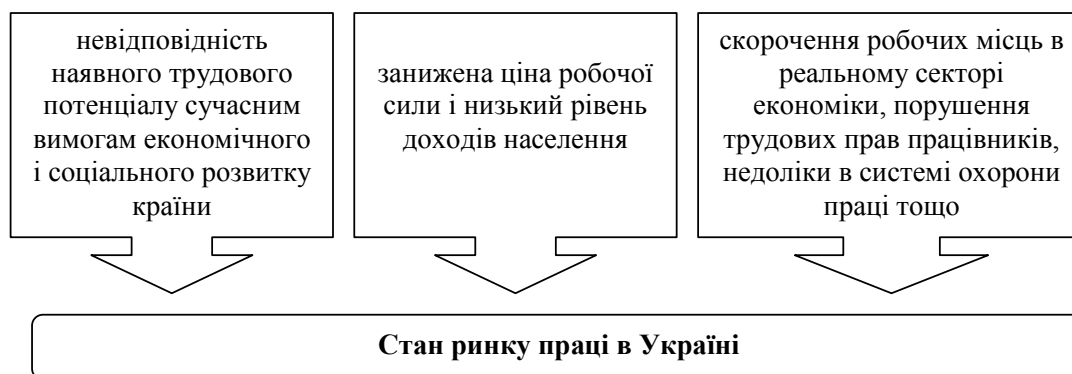 невідповідність
наявного трудового
потенціалу сучасним
вимогам економічного
і соціального розвитку
країни
занижена ціна робочої
сили і низький рівень
доходів населення
скорочення робочих місць в
реальному секторі
економіки, порушення
трудових прав працівників,
недоліки в системі охорони
праці тощо
Стан ринку праці в Україні